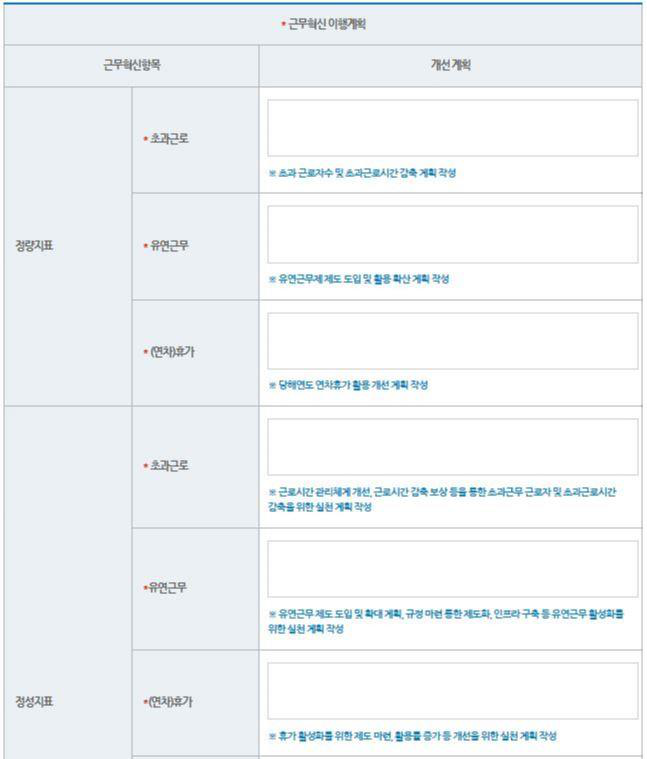 * 근무혁신 이행계획
근무혁신항목 개선 계획
정량지표
* 초과근로
※ 초과 근로자수 및 초과근로시간 감축 계획 작성
* 유연근무
※ 유연근무제 제도 도입 및 활용 확산 계획 작성
* (연차)휴가
※ 당해연도 연차휴가 활용 개선 계획 작성
정성지표
* 초과근로
※ 근로시간 관리체계 개선, 근로시간 감축 보상 등을 통한 초과근무 근로자 및 초과근로시간
감축을 위한 실천 계획 작성
*유연근무
※ 유연근무 제도 도입 및 확대 계획, 규정 마련 통한 제도화, 인프라 구축 등 유연근무 활성화를
위한 실천 계획 작성
*(연차)휴가
※ 휴가 활성화를 위한 제도 마련, 활용률 증가 등 개선을 위한 실천 계획 작성